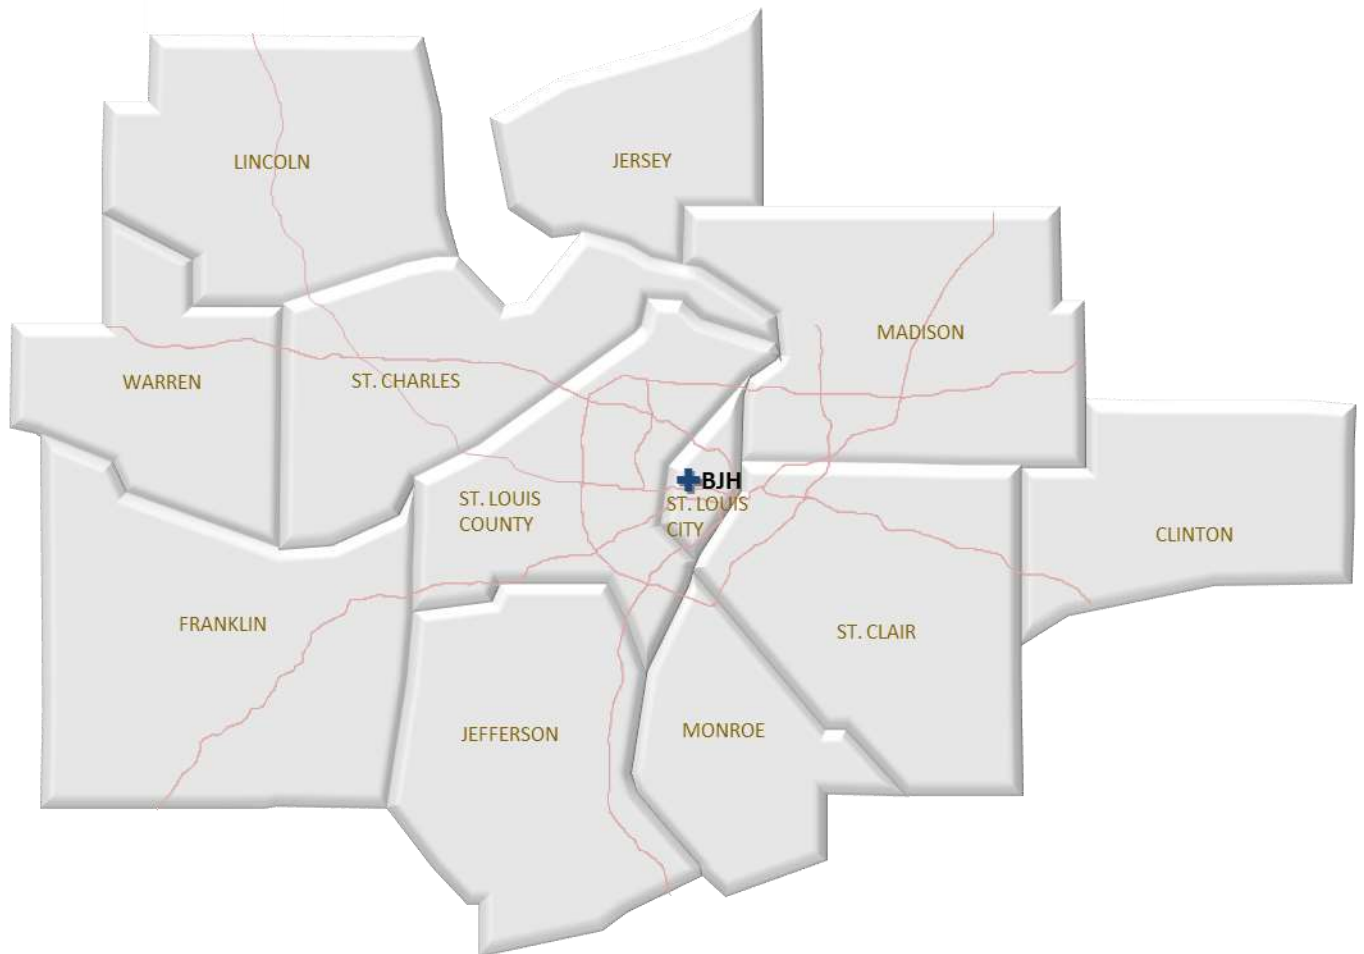 LINCOLN
JERSEY
MADISON
WARREN
ST. CHARLES
BJH
ST. LOUIS
COUNTY
ST. LOUIS
CITY
CLINTON
FRANKLIN
ST. CLAIR
JEFFERSON
MONROE